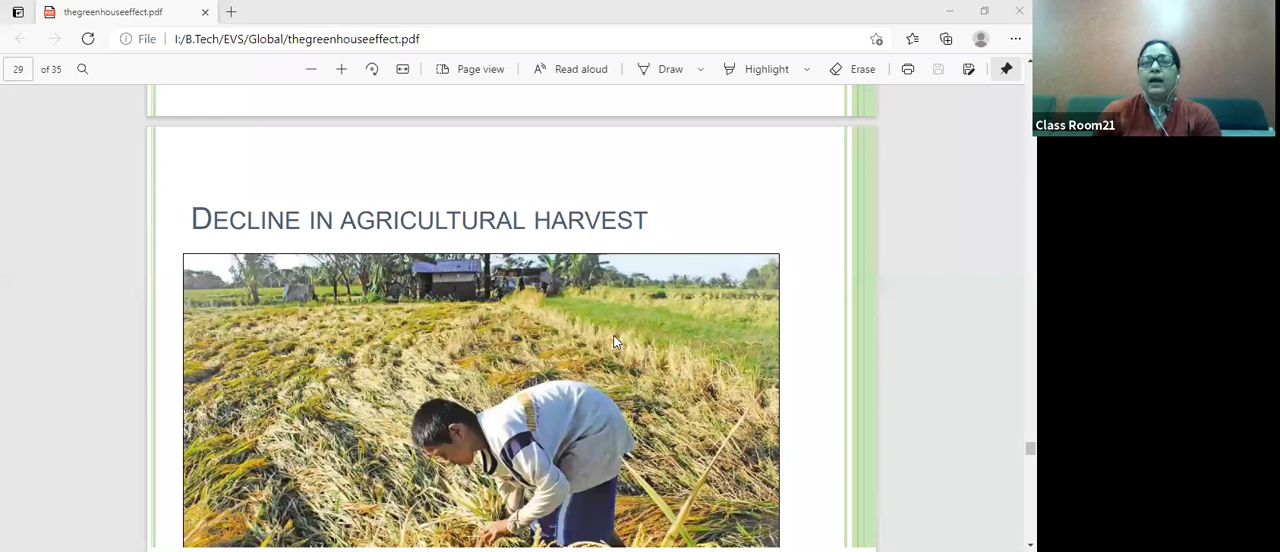 thegreenhouseeffect.pdf
File I:/B.Tech/EVS/Global/thegreenhouseeffect.pdf
29 of 35 Page view Read aloud Draw Highlight Erase
Class Room21
DECLINE IN AGRICULTURAL HARVEST